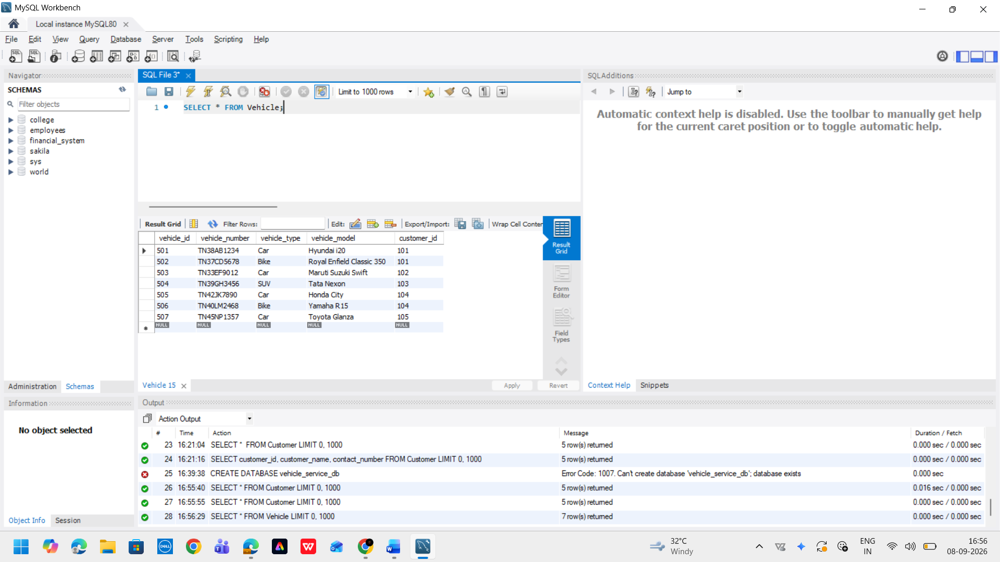 MySQL Workbench
Local instance MySQL80
File Edit View Query Database Server Tools Scripting Help
Navigator
SCHEMAS
Filter objects
college
employees
financial_system
sakila
sys
world
Administration Schemas
Information
No object selected
Object Info Session
SQL File 3*
Limit to 1000 rows
1 SELECT * FROM Vehicle;
Result Grid Filter Rows: Edit: Export/Import: Wrap Cell Conten
vehicle_id vehicle_number vehicle_type vehicle_model customer_id
501 TN38AB1234 Car Hyundai i20 101
502 TN37CD5678 Bike Royal Enfield Classic 350 101
503 TN33EF9012 Car Maruti Suzuki Swift 102
504 TN39GH3456 SUV Tata Nexon 103
505 TN42JK7890 Car Honda City 104
506 TN40LM2468 Bike Yamaha R15 104
507 TN45NP1357 Car Toyota Glanza 105
NULL NULL NULL NULL NULL
Result
Grid
Form
Editor
Field
Types
Vehicle 15 Apply Revert
SQLAdditions
Jump to
Automatic context help is disabled. Use the toolbar to manually get help
for the current caret position or to toggle automatic help.
Context Help Snippets
Output
Action Output
# Time Action Message Duration / Fetch
23 16:21:04 SELECT * FROM Customer LIMIT 0, 1000 5 row(s) returned 0.000 sec / 0.000 sec
24 16:21:16 SELECT customer_id, customer_name, contact_number FROM Customer LIMIT 0, 1000 5 row(s) returned 0.000 sec / 0.000 sec
25 16:39:38 CREATE DATABASE vehicle_service_db Error Code: 1007. Can't create database 'vehicle_service_db'; database exists 0.000 sec
26 16:55:40 SELECT * FROM Customer LIMIT 0, 1000 5 row(s) returned 0.016 sec / 0.000 sec
27 16:55:55 SELECT * FROM Customer LIMIT 0, 1000 5 row(s) returned 0.000 sec / 0.000 sec
28 16:56:29 SELECT * FROM Vehicle LIMIT 0, 1000 7 row(s) returned 0.000 sec / 0.000 sec
DELL
32°C
Windy
ENG
IN
16:56
08-09-2026